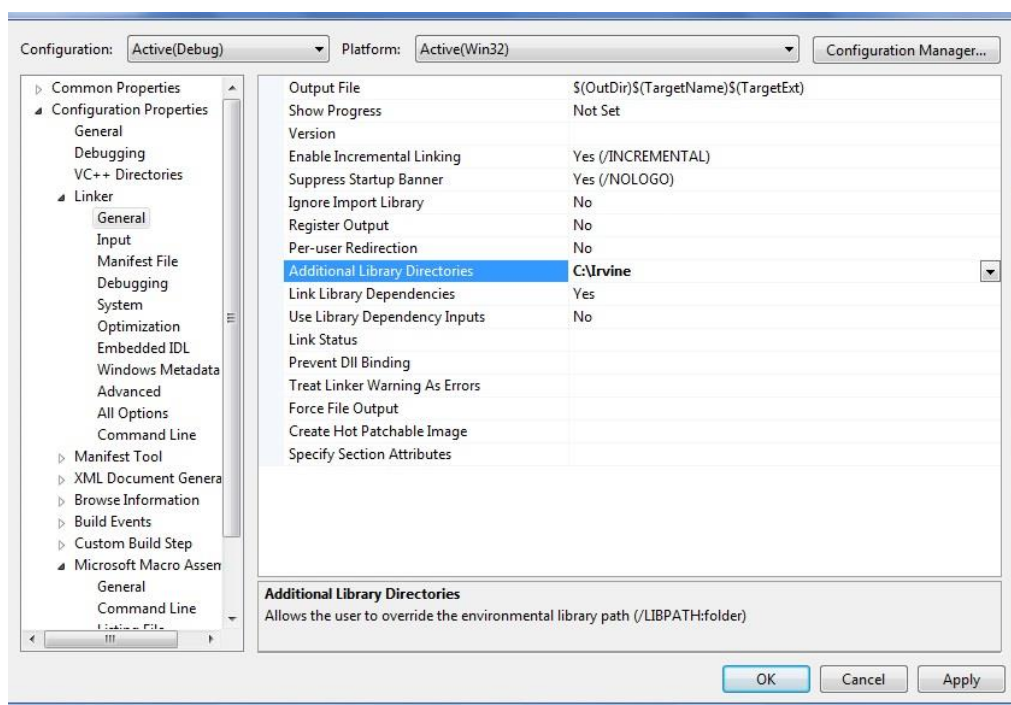 Configuration: Active(Debug) Platform: Active(Win32) Configuration Manager...
Common Properties
Configuration Properties
General
Debugging
VC++ Directories
Linker
General
Input
Manifest File
Debugging
System
Optimization
Embedded IDL
Windows Metadata
Advanced
All Options
Command Line
Manifest Tool
XML Document Genera
Browse Information
Build Events
Custom Build Step
Microsoft Macro Assem
General
Command Line
Listing File
Output File $(OutDir)$(TargetName)$(TargetExt)
Show Progress Not Set
Version
Enable Incremental Linking Yes (/INCREMENTAL)
Suppress Startup Banner Yes (/NOLOGO)
Ignore Import Library No
Register Output No
Per-user Redirection No
Additional Library Directories C:\Irvine
Link Library Dependencies Yes
Use Library Dependency Inputs No
Link Status
Prevent Dll Binding
Treat Linker Warning As Errors
Force File Output
Create Hot Patchable Image
Specify Section Attributes
Additional Library Directories
Allows the user to override the environmental library path (/LIBPATH:folder)
OK Cancel Apply